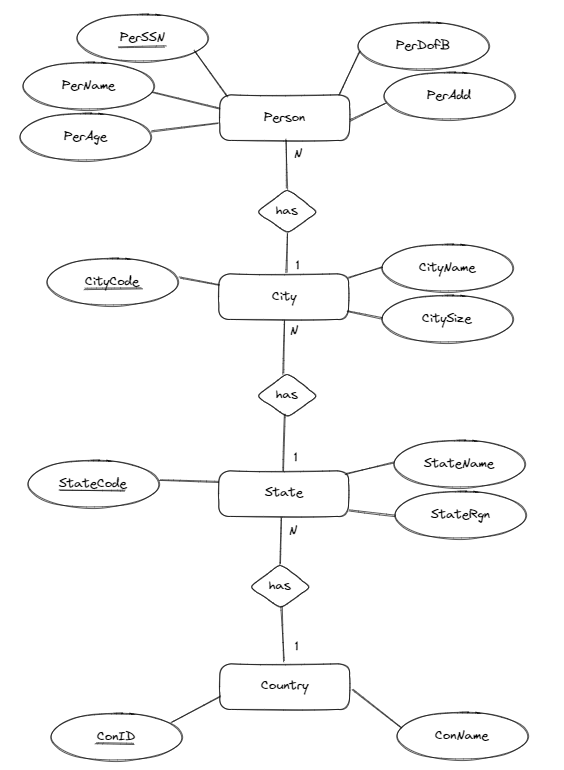 PerSSN
PerDofB
PerName
PerAdd
Person
PerAge
N
has
1
CityCode
CityName
City
CitySize
N
has
1
StateCode
StateName
State
StateRgn
N
has
1
Country
ConID
ConName